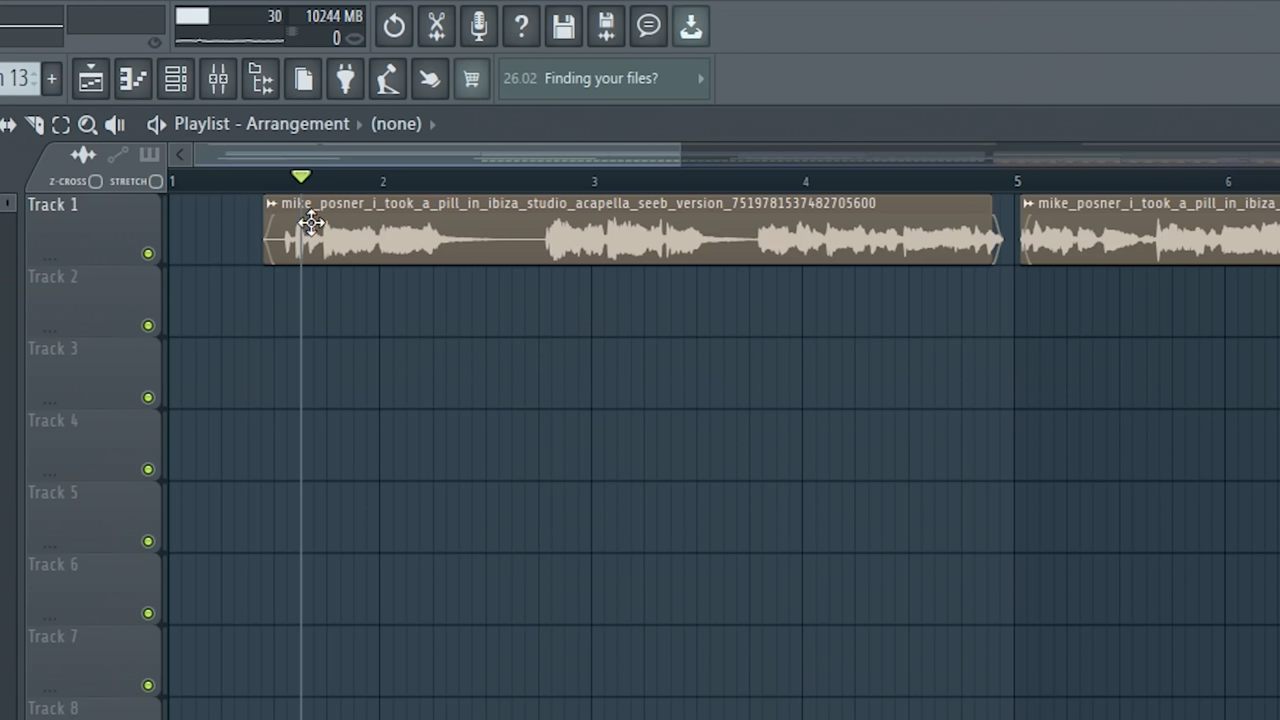 30 10244 MB
0
n 13 +
26.02 Finding your files?
Playlist - Arrangement (none)
Z-CROSS STRETCH
1 2 3 4 5 6
Track 1
mike_posner_i_took_a_pill_in_ibiza_studio_acapella_seeb_version_7519781537482705600
mike_posner_i_took_a_pill_in_ibiza_
Track 2
Track 3
Track 4
Track 5
Track 6
Track 7
Track 8